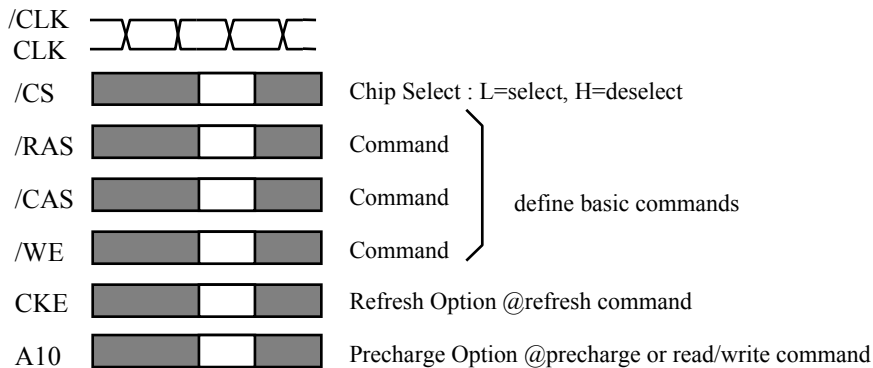 /CLK
CLK
/CS Chip Select : L=select, H=deselect
/RAS Command
/CAS Command define basic commands
/WE Command
CKE Refresh Option @refresh command
A10 Precharge Option @precharge or read/write command